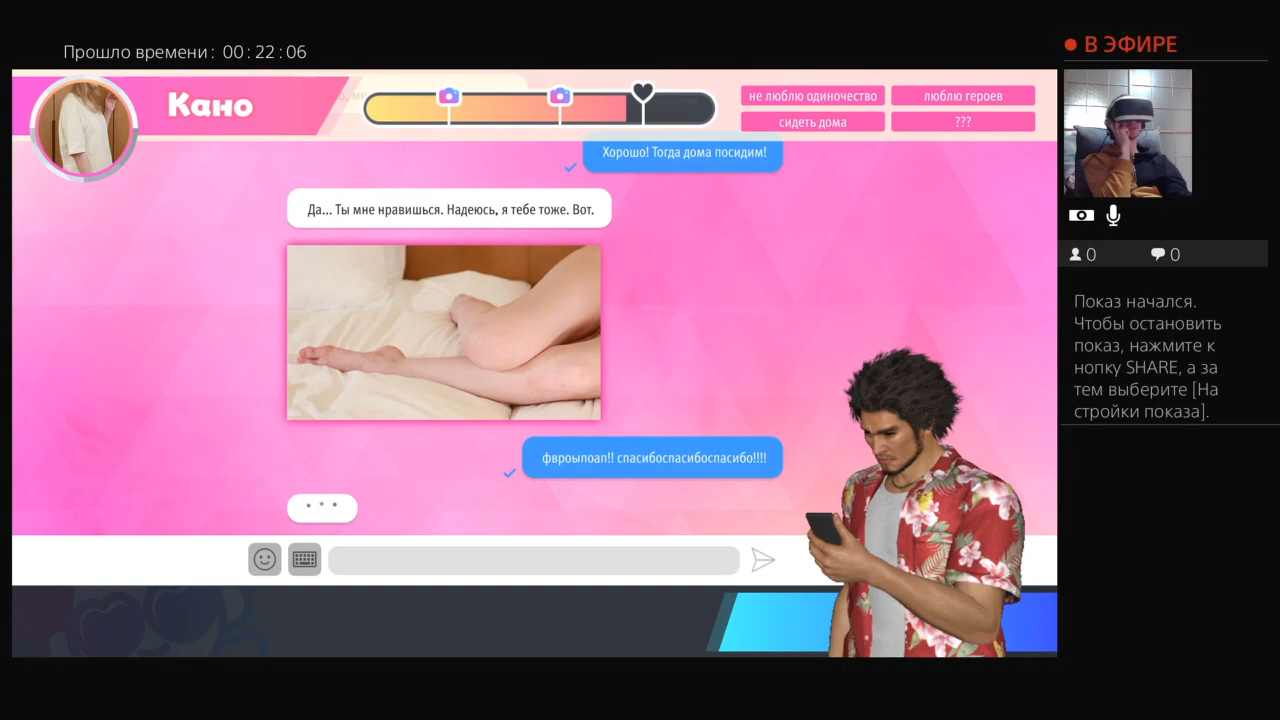 Прошло времени: 00:22:06
В ЭФИРЕ
Кано
не люблю одиночество
люблю героев
сидеть дома
???
Хорошо! Тогда дома посидим!
Да... Ты мне нравишься. Надеюсь, я тебе тоже. Вот.
фвроыпоап!! спасибоспасибоспасибо!!!!
0
0
Показ начался.
Чтобы остановить
показ, нажмите к
нопку SHARE, а за
тем выберите [На
стройки показа].